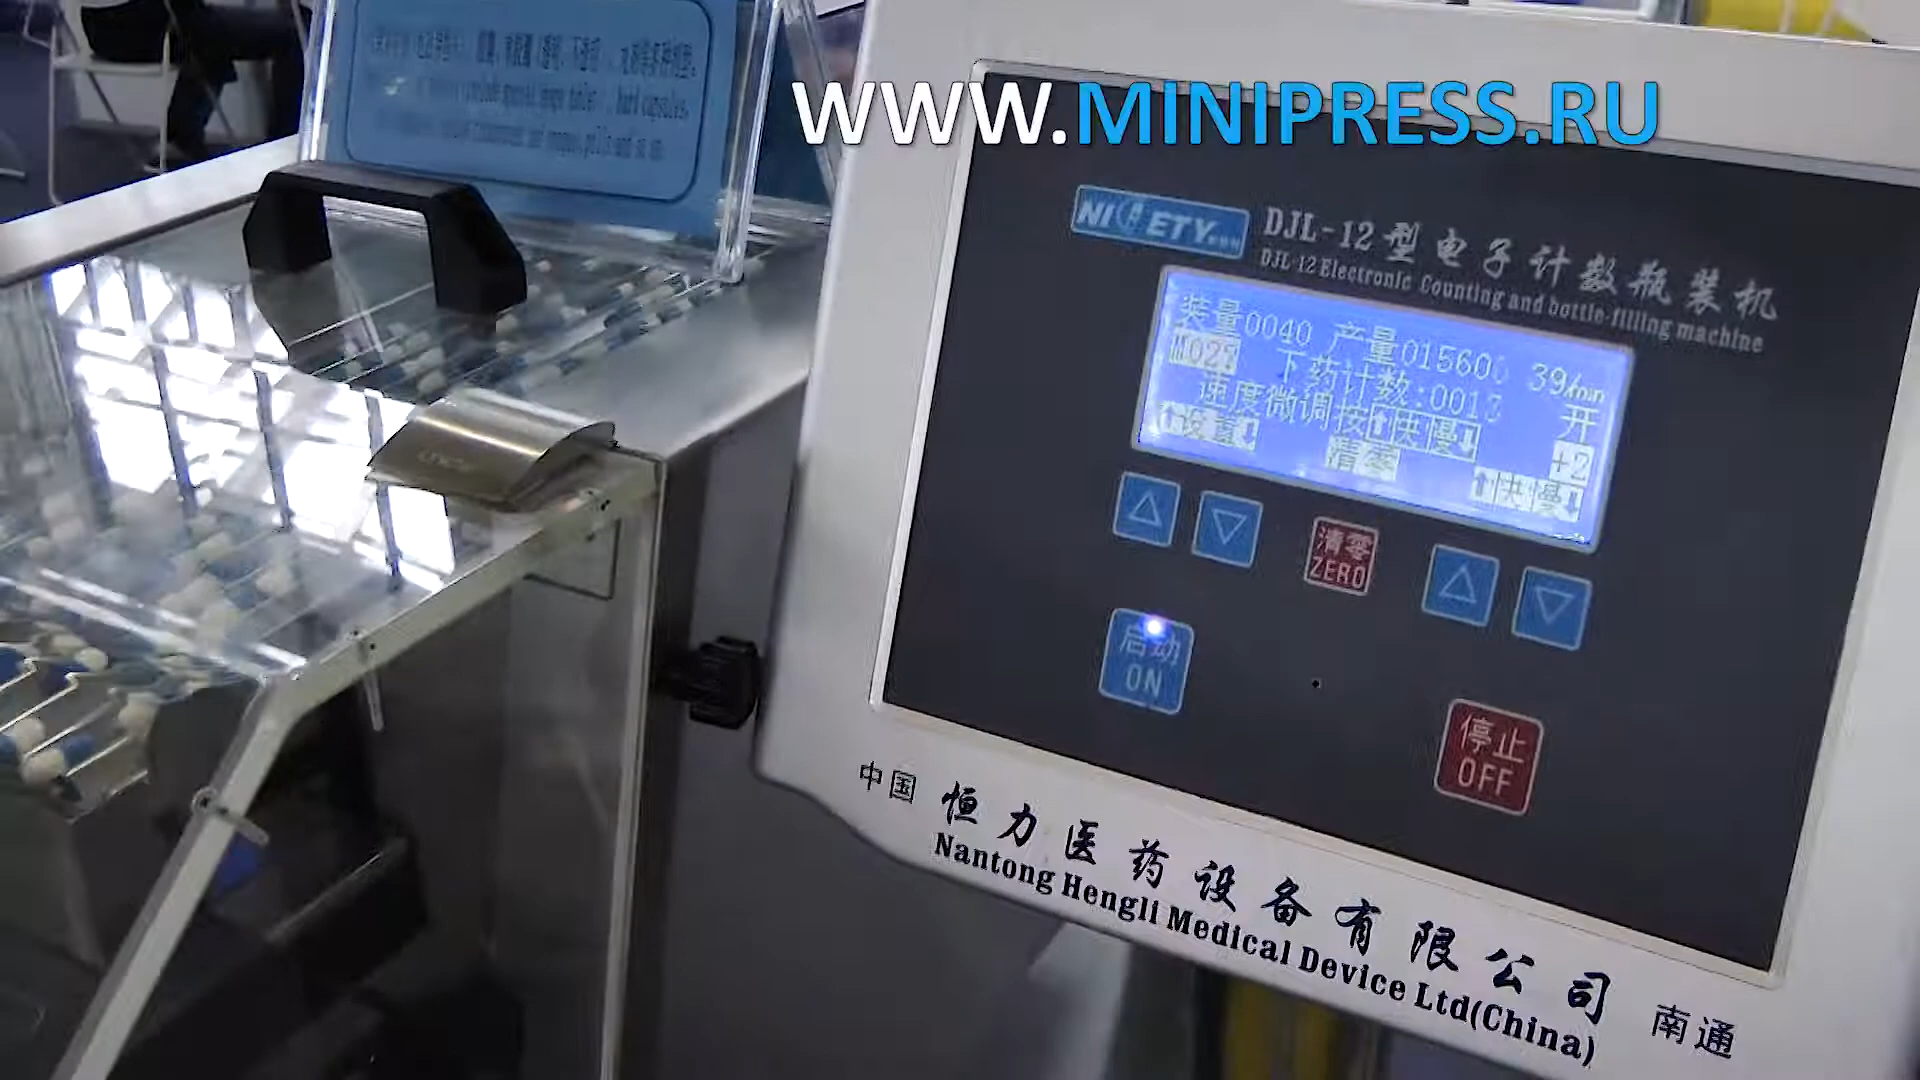 WWW.MINIPRESS.RU
NICETY
DJL-12型电子计数瓶装机
DJL-12 Electronic Counting and bottle-filling machine
装量0040 产量015600 39/min
下药计数:0013 开
速度微调按↑快慢↓ +2
↑设置↓ 清零 ↑快慢↓
清零
ZERO
启动
ON
停止
OFF
中国 恒力医药设备有限公司 南通
Nantong Hengli Medical Device Ltd(China)